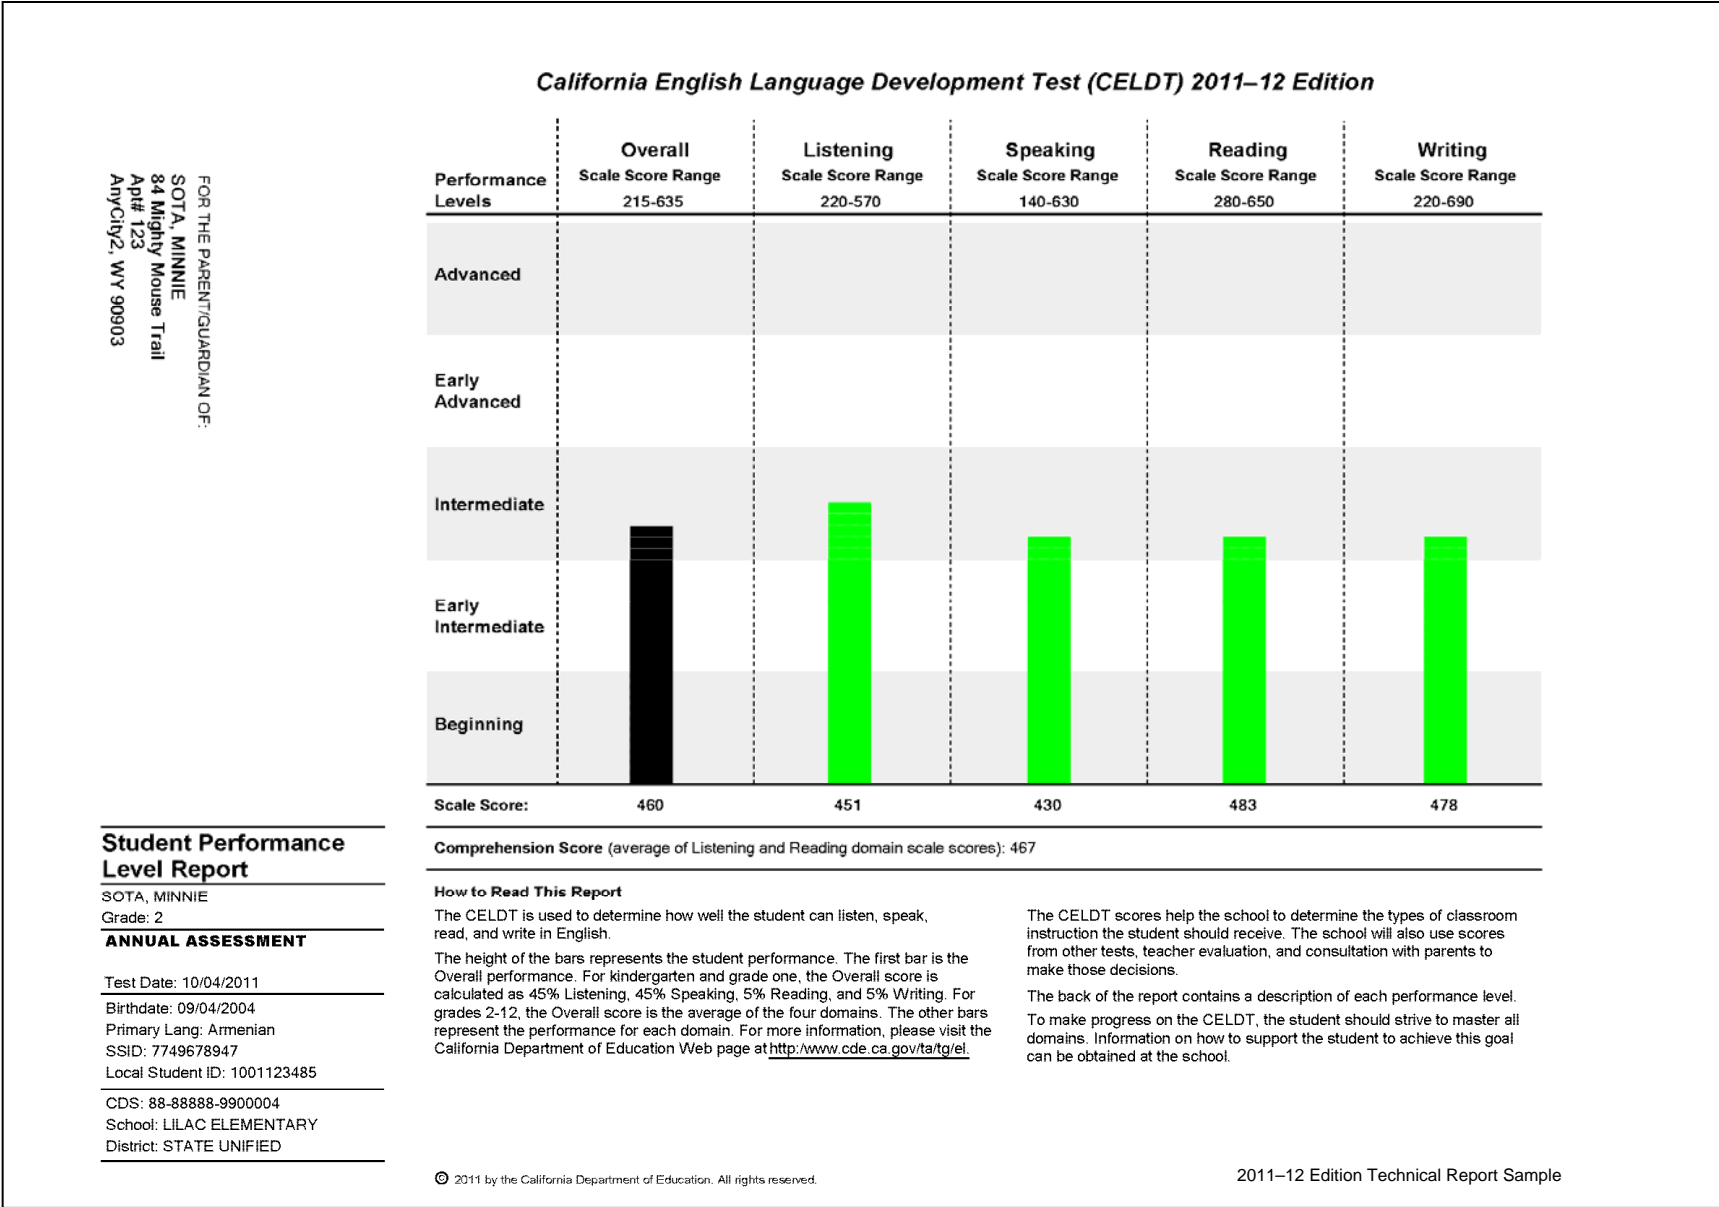 California English Language Development Test (CELDT) 2011–12 Edition
FOR THE PARENT/GUARDIAN OF:
SOTA, MINNIE
84 Mighty Mouse Trail
Apt# 123
AnyCity2, WY 90903
Performance
Levels
Overall
Scale Score Range
215-635
Listening
Scale Score Range
220-570
Speaking
Scale Score Range
140-630
Reading
Scale Score Range
280-650
Writing
Scale Score Range
220-690
Advanced
Early
Advanced
Intermediate
Early
Intermediate
Beginning
Scale Score: 460 451 430 483 478
Comprehension Score (average of Listening and Reading domain scale scores): 467
Student Performance
Level Report
SOTA, MINNIE
Grade: 2
ANNUAL ASSESSMENT
Test Date: 10/04/2011
Birthdate: 09/04/2004
Primary Lang: Armenian
SSID: 7749678947
Local Student ID: 1001123485
CDS: 88-88888-9900004
School: LILAC ELEMENTARY
District: STATE UNIFIED
How to Read This Report
The CELDT is used to determine how well the student can listen, speak,
read, and write in English.
The height of the bars represents the student performance. The first bar is the
Overall performance. For kindergarten and grade one, the Overall score is
calculated as 45% Listening, 45% Speaking, 5% Reading, and 5% Writing. For
grades 2-12, the Overall score is the average of the four domains. The other bars
represent the performance for each domain. For more information, please visit the
California Department of Education Web page at http:/www.cde.ca.gov/ta/tg/el.
The CELDT scores help the school to determine the types of classroom
instruction the student should receive. The school will also use scores
from other tests, teacher evaluation, and consultation with parents to
make those decisions.
The back of the report contains a description of each performance level.
To make progress on the CELDT, the student should strive to master all
domains. Information on how to support the student to achieve this goal
can be obtained at the school.
© 2011 by the California Department of Education. All rights reserved.
2011–12 Edition Technical Report Sample